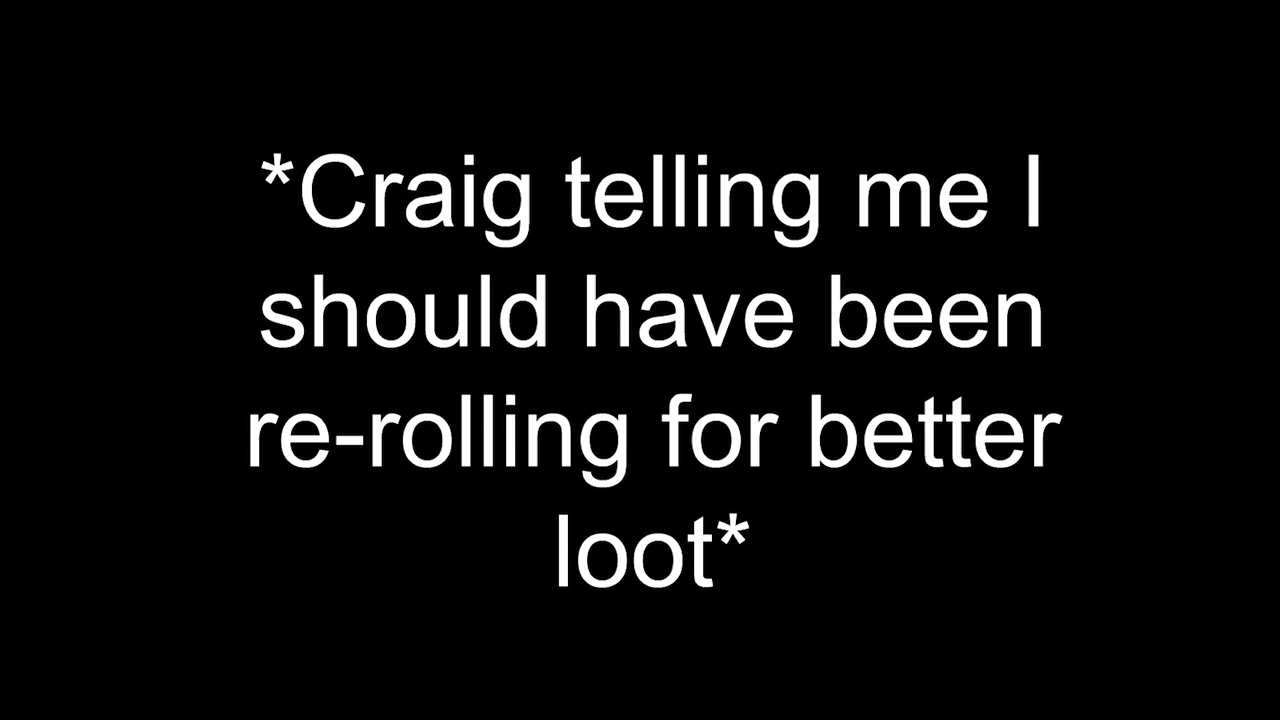 *Craig telling me I
should have been
re-rolling for better
loot*